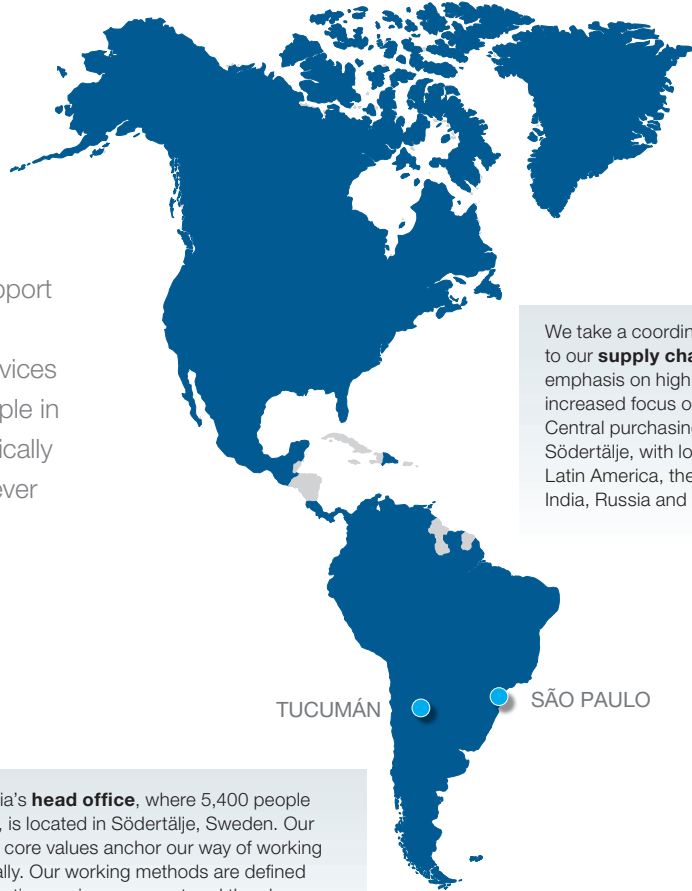 pport
vices
ple in
ically
ever
We take a coordin
to our supply cha
emphasis on high
increased focus o
Central purchasing
Södertälje, with lo
Latin America, the
India, Russia and
TUCUMÁN
SÃO PAULO
ia's head office, where 5,400 people
, is located in Södertälje, Sweden. Our
core values anchor our way of working
ally. Our working methods are defined